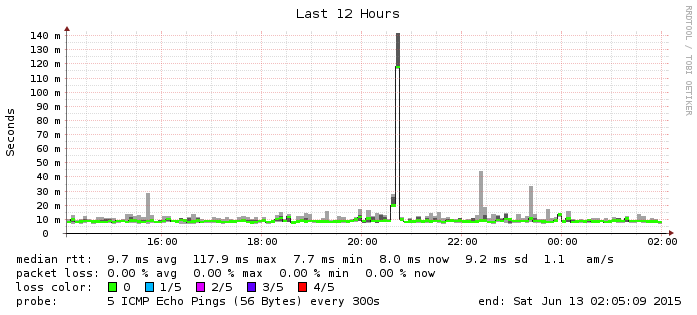 Last 12 Hours
RRDTOOL / TOBI OETIKER
Seconds
140 m
130 m
120 m
110 m
100 m
90 m
80 m
70 m
60 m
50 m
40 m
30 m
20 m
10 m
0
16:00 18:00 20:00 22:00 00:00 02:00
median rtt: 9.7 ms avg 117.9 ms max 7.7 ms min 8.0 ms now 9.2 ms sd 1.1 am/s
packet loss: 0.00 % avg 0.00 % max 0.00 % min 0.00 % now
loss color: 0 1/5 2/5 3/5 4/5
probe: 5 ICMP Echo Pings (56 Bytes) every 300s end: Sat Jun 13 02:05:09 2015